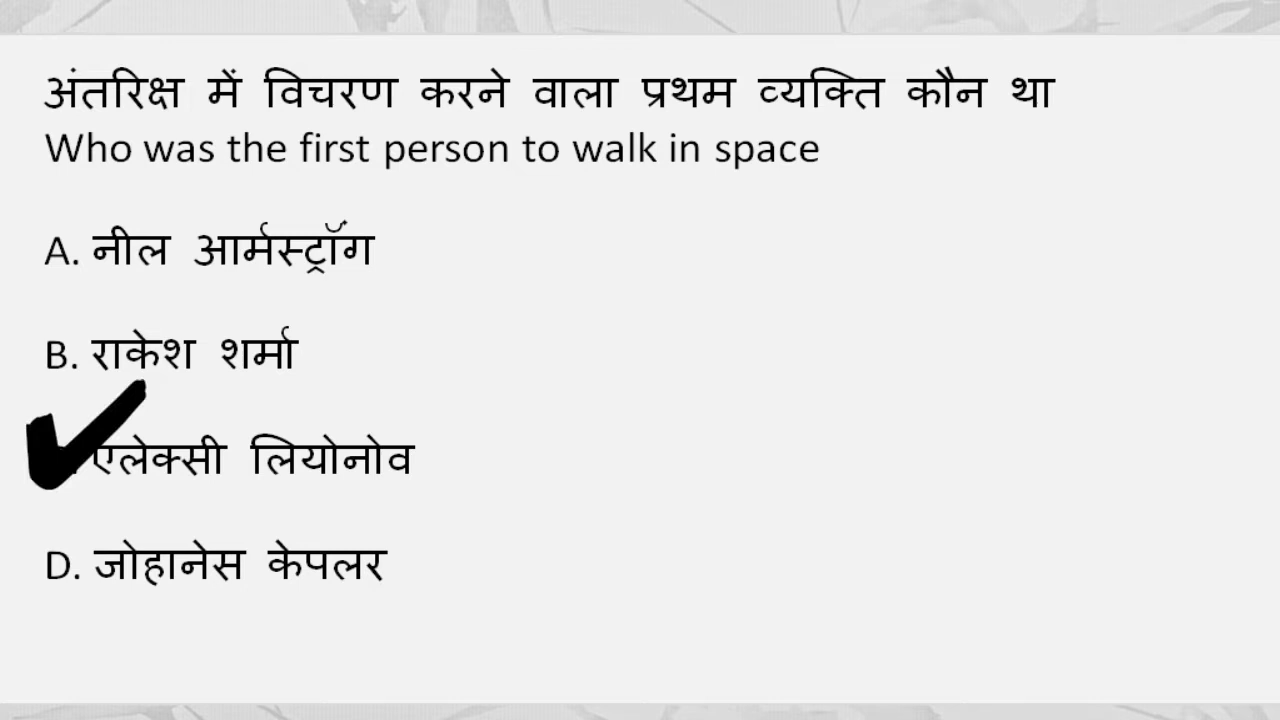 अंतरिक्ष में विचरण करने वाला प्रथम व्यक्ति कौन था
Who was the first person to walk in space
A. नील आर्मस्ट्रॉंग
B. राकेश शर्मा
एलेक्सी लियोनोव
D. जोहानेस केपलर